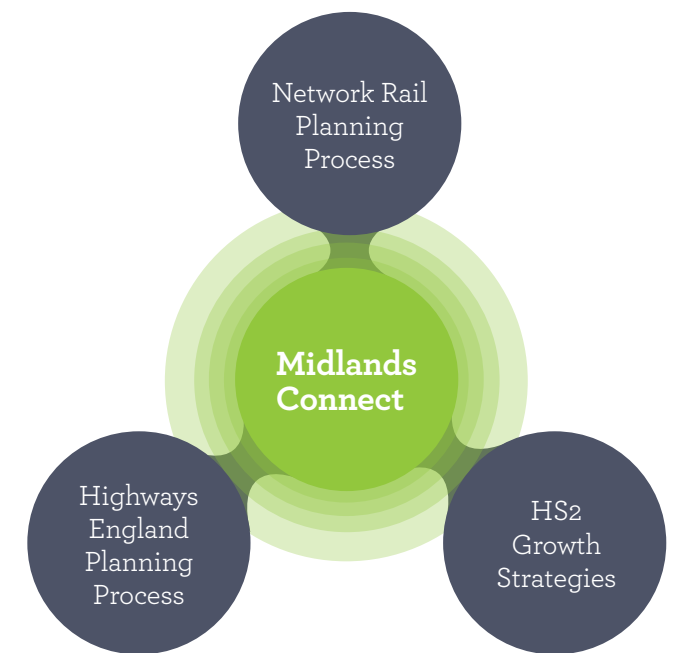 Network Rail
Planning
Process
Midlands
Connect
Highways
England
Planning
Process
HS2
Growth
Strategies